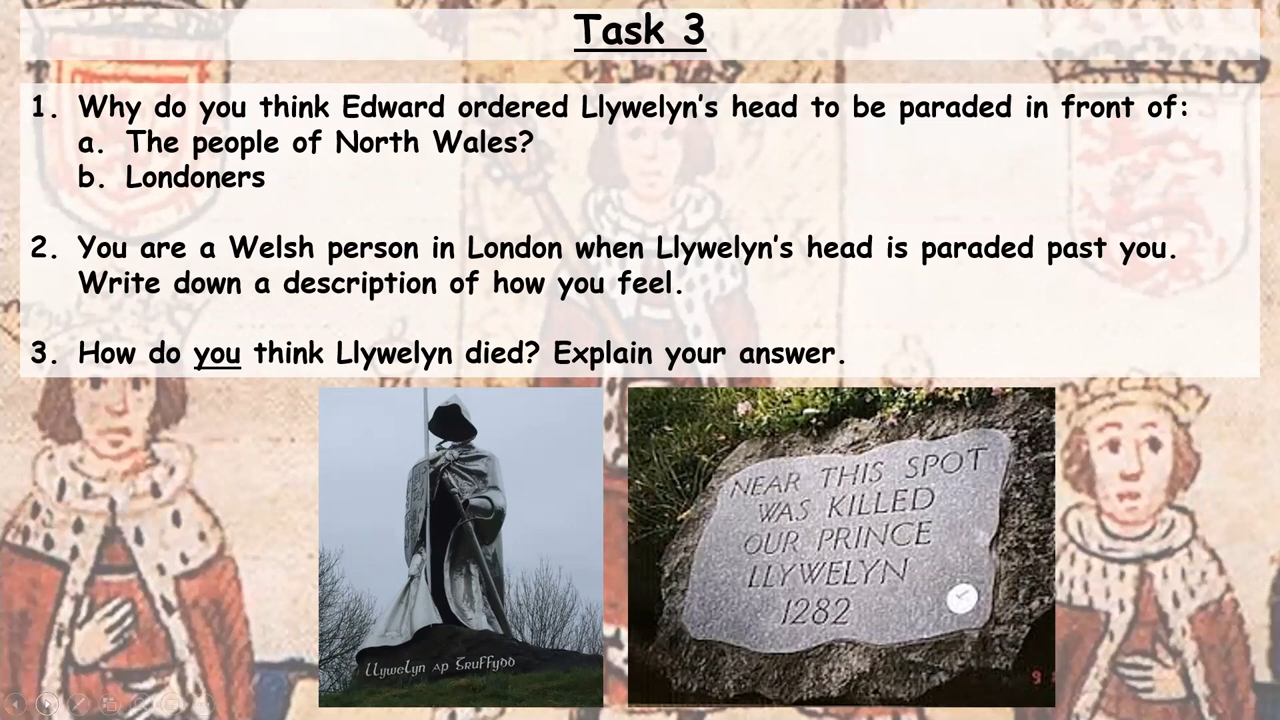 Task 3
1. Why do you think Edward ordered Llywelyn's head to be paraded in front of:
a. The people of North Wales?
b. Londoners
2. You are a Welsh person in London when Llywelyn's head is paraded past you.
Write down a description of how you feel.
3. How do you think Llywelyn died? Explain your answer.
Llywelyn ap Gruffydd
NEAR THIS SPOT
WAS KILLED
OUR PRINCE
LLYWELYN
1282